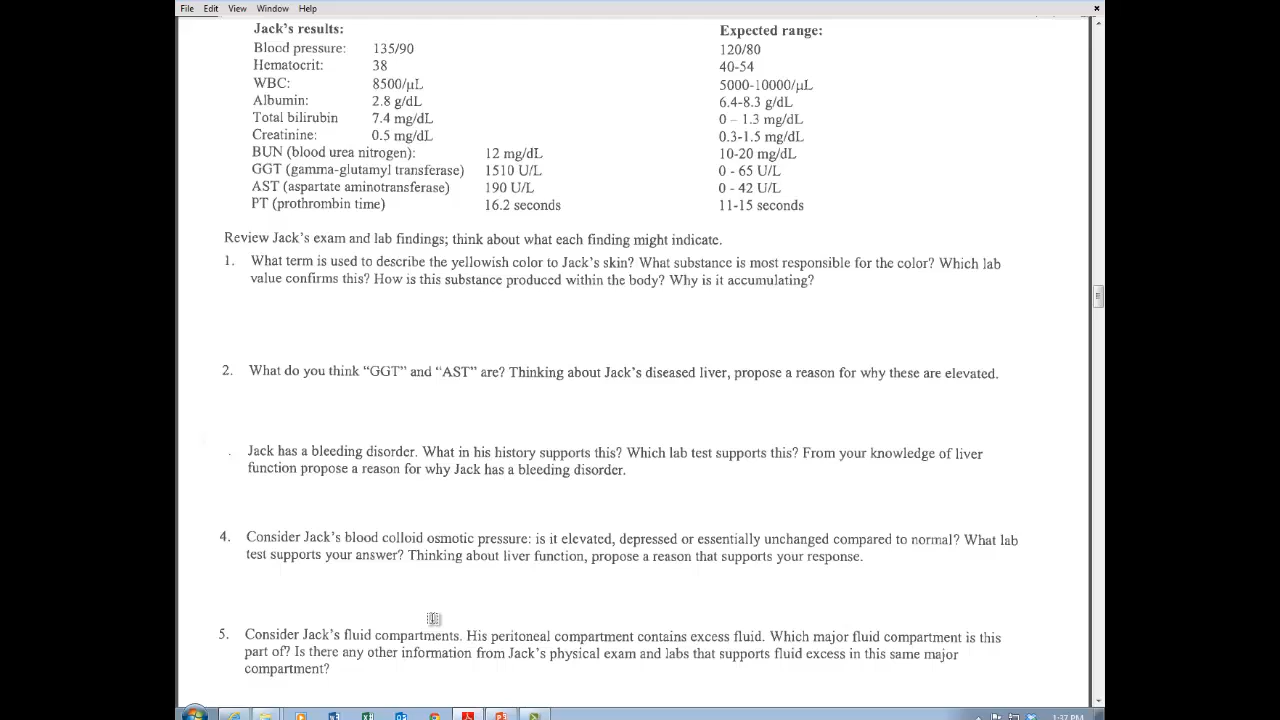 File Edit View Window Help
Jack's results: Expected range:
Blood pressure: 135/90 120/80
Hematocrit: 38 40-54
WBC: 8500/µL 5000-10000/µL
Albumin: 2.8 g/dL 6.4-8.3 g/dL
Total bilirubin 7.4 mg/dL 0 – 1.3 mg/dL
Creatinine: 0.5 mg/dL 0.3-1.5 mg/dL
BUN (blood urea nitrogen): 12 mg/dL 10-20 mg/dL
GGT (gamma-glutamyl transferase) 1510 U/L 0 - 65 U/L
AST (aspartate aminotransferase) 190 U/L 0 - 42 U/L
PT (prothrombin time) 16.2 seconds 11-15 seconds
Review Jack's exam and lab findings; think about what each finding might indicate.
1. What term is used to describe the yellowish color to Jack's skin? What substance is most responsible for the color? Which lab
value confirms this? How is this substance produced within the body? Why is it accumulating?
2. What do you think "GGT" and "AST" are? Thinking about Jack's diseased liver, propose a reason for why these are elevated.
. Jack has a bleeding disorder. What in his history supports this? Which lab test supports this? From your knowledge of liver
function propose a reason for why Jack has a bleeding disorder.
4. Consider Jack's blood colloid osmotic pressure: is it elevated, depressed or essentially unchanged compared to normal? What lab
test supports your answer? Thinking about liver function, propose a reason that supports your response.
5. Consider Jack's fluid compartments. His peritoneal compartment contains excess fluid. Which major fluid compartment is this
part of? Is there any other information from Jack's physical exam and labs that supports fluid excess in this same major
compartment?
1:37 PM